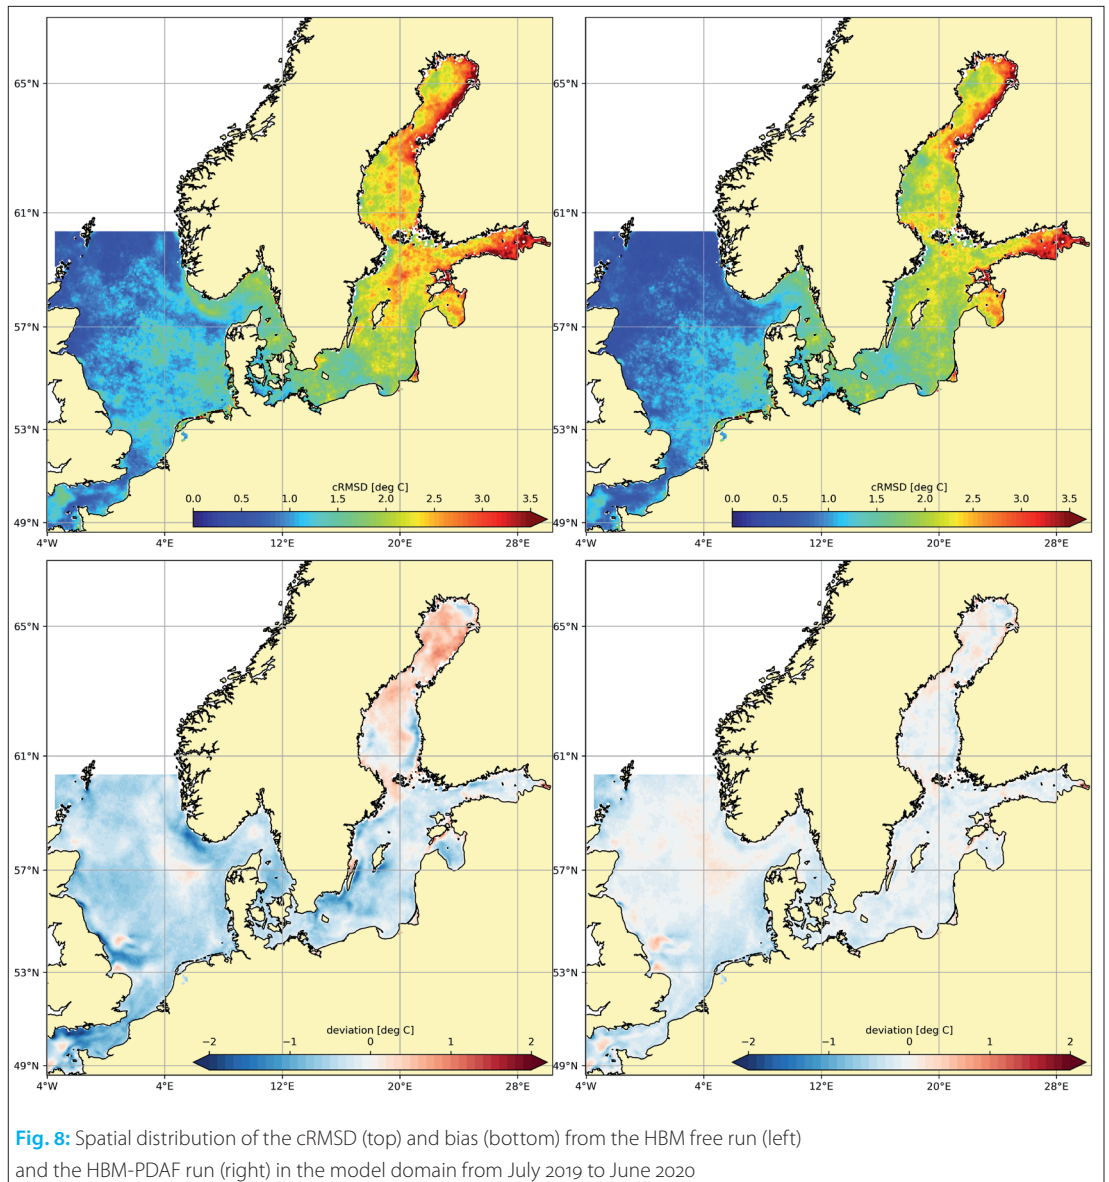 65°N
61°N
57°N
53°N
49°N
cRMSD [deg C]
0.0 0.5 1.0 1.5 2.0 2.5 3.0 3.5
4°W 4°E 12°E 20°E 28°E
65°N
61°N
57°N
53°N
49°N
cRMSD [deg C]
0.0 0.5 1.0 1.5 2.0 2.5 3.0 3.5
4°W 4°E 12°E 20°E 28°E
65°N
61°N
57°N
53°N
49°N
deviation [deg C]
−2 −1 0 1 2
4°W 4°E 12°E 20°E 28°E
65°N
61°N
57°N
53°N
49°N
deviation [deg C]
−2 −1 0 1 2
4°W 4°E 12°E 20°E 28°E
Fig. 8: Spatial distribution of the cRMSD (top) and bias (bottom) from the HBM free run (left)
and the HBM-PDAF run (right) in the model domain from July 2019 to June 2020